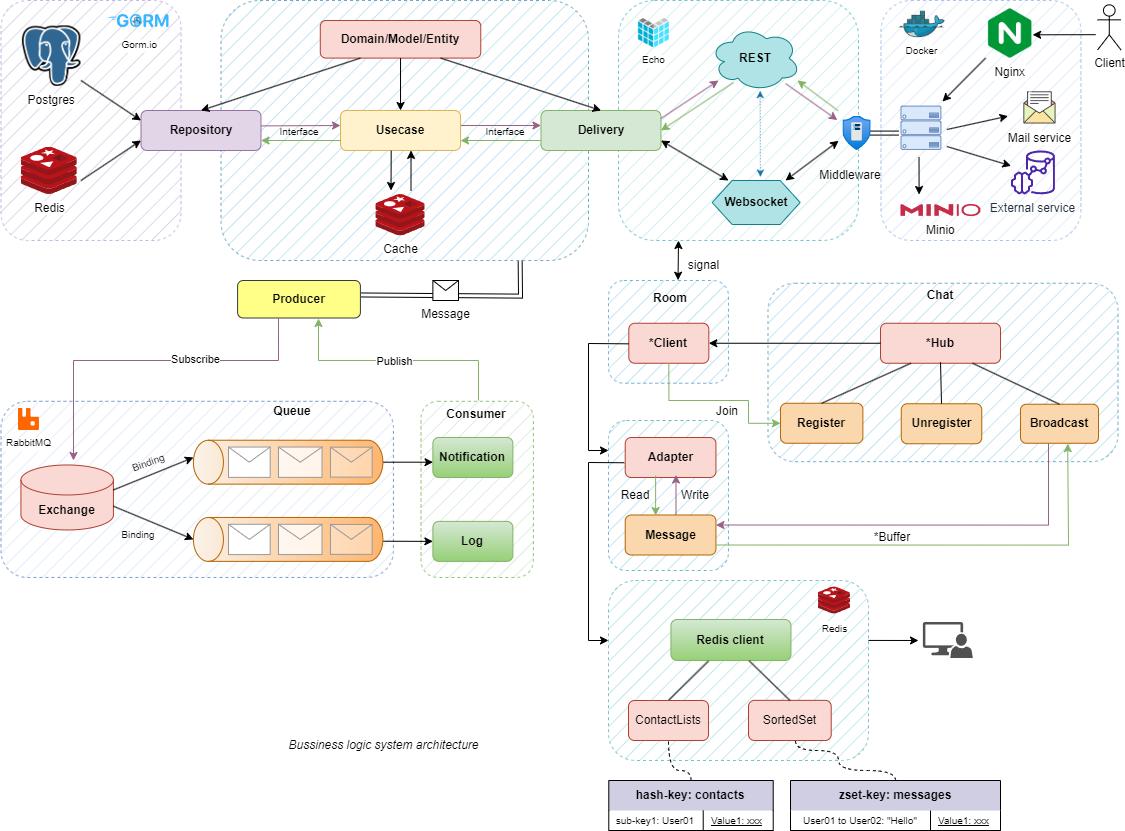 GORM
Gorm.io
Postgres
Redis
Domain/Model/Entity
Repository
Interface
Usecase
Interface
Delivery
Cache
Echo
REST
Websocket
Middleware
Docker
Nginx
Client
Mail service
External service
MINIO
Minio
Producer
Message
signal
Subscribe
Publish
RabbitMQ
Queue
Exchange
Binding
Binding
Consumer
Notification
Log
Room
*Client
Chat
*Hub
Register
Unregister
Broadcast
Join
Adapter
Read
Write
Message
*Buffer
Redis client
Redis
ContactLists
SortedSet
hash-key: contacts
sub-key1: User01
Value1: xxx
zset-key: messages
User01 to User02: "Hello"
Value1: xxx
Bussiness logic system architecture